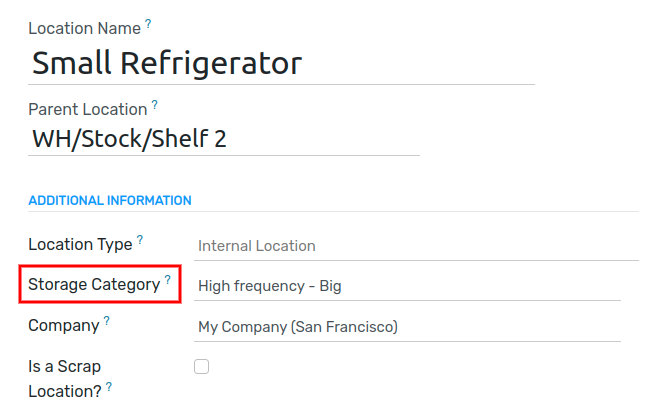 Location Name ?
Small Refrigerator
Parent Location ?
WH/Stock/Shelf 2
ADDITIONAL INFORMATION
Location Type ? Internal Location
Storage Category ? High frequency - Big
Company ? My Company (San Francisco)
Is a Scrap
Location? ?